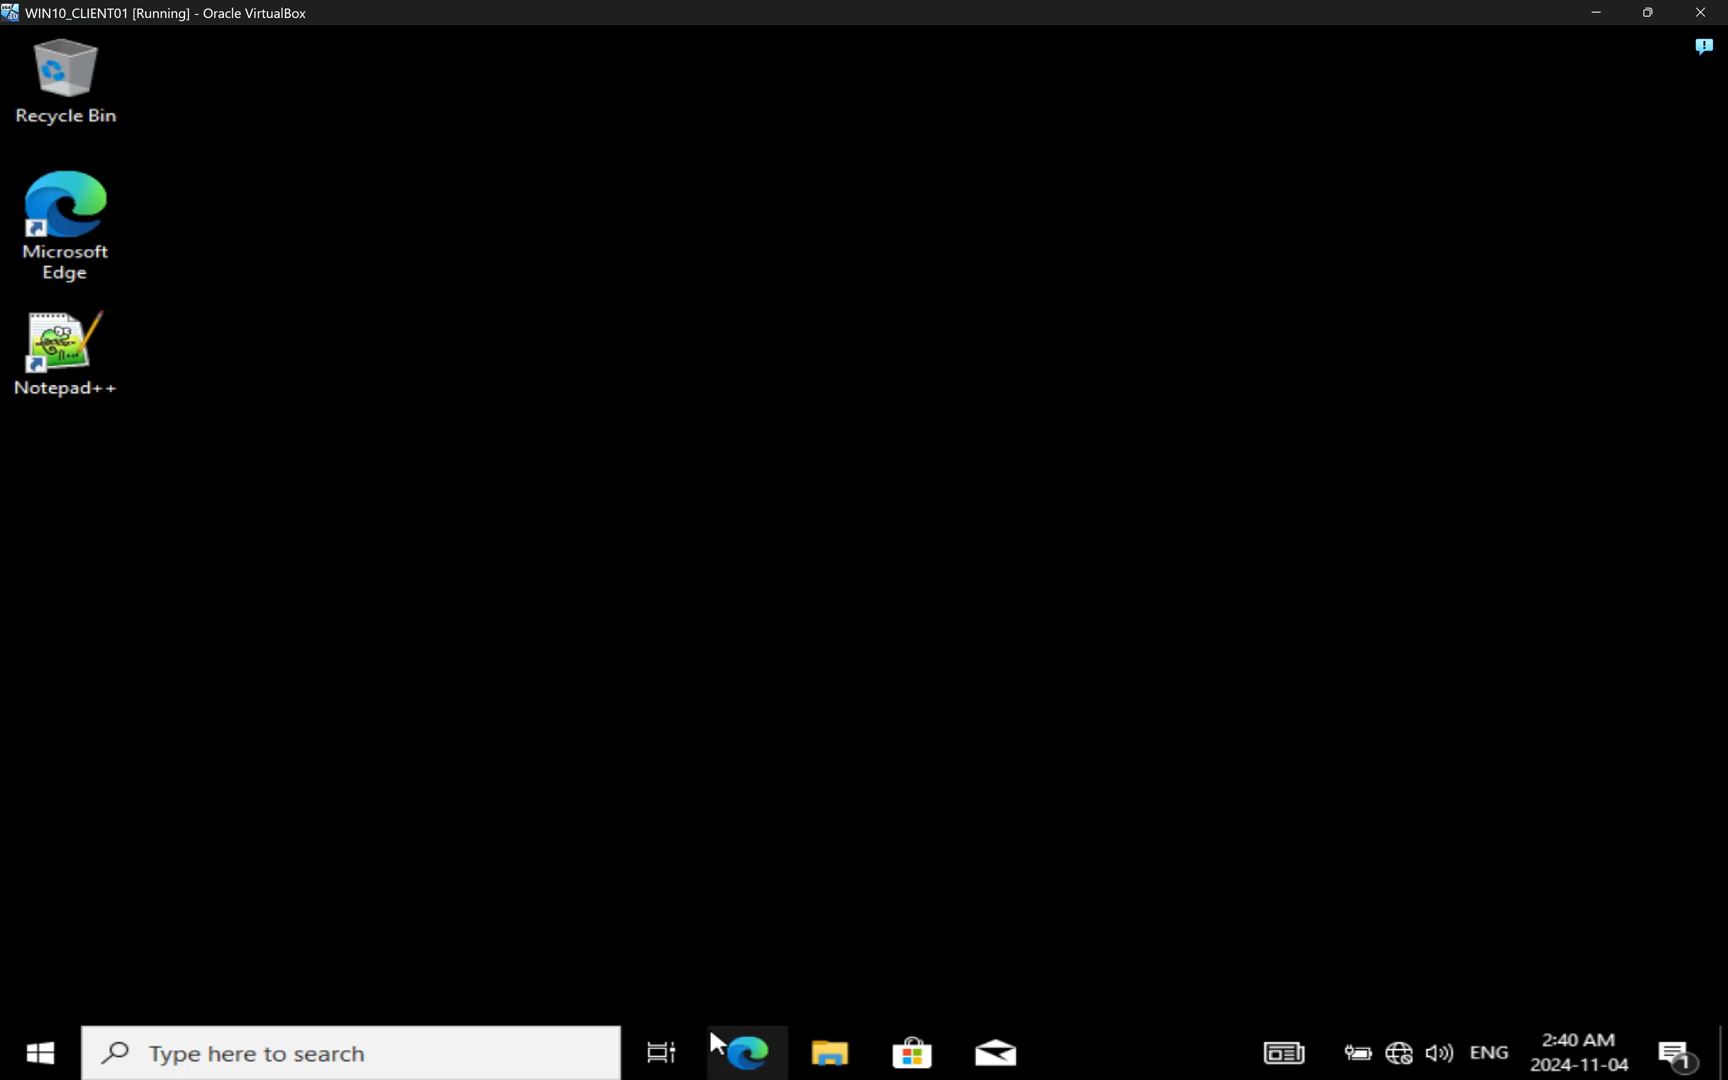 WIN10_CLIENT01 [Running] - Oracle VirtualBox
Recycle Bin
Microsoft
Edge
Notepad++
Type here to search
ENG
2:40 AM
2024-11-04
1